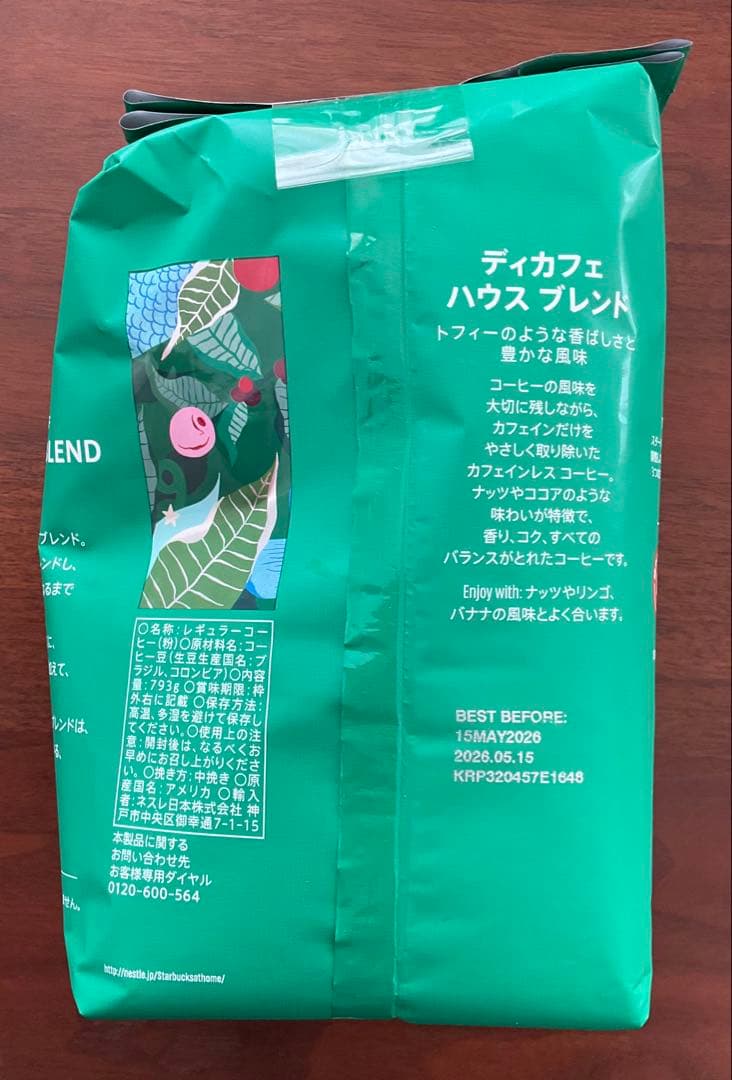 LEND
ブレンド。
ンドし、
るまで
に、
えて、
レンドは、
る、
せん。
〇名称:レギュラーコー
ヒー(粉)〇原材料名:コー
ヒー豆(生豆生産国名:ブ
ラジル、コロンビア)〇内容
量:793g 〇賞味期限:枠
外右に記載 〇保存方法:
高温、多湿を避けて保存し
てください。〇使用上の注
意:開封後は、なるべくお
早めにお召し上がりくださ
い。〇挽き方:中挽き 〇原
産国名:アメリカ 〇輸入
者:ネスレ日本株式会社 神
戸市中央区御幸通7-1-15
本製品に関する
お問い合わせ先
お客様専用ダイヤル
0120-600-564
http://nestle.jp/Starbucksathome/
ディカフェ
ハウス ブレンド
トフィーのような香ばしさと
豊かな風味
コーヒーの風味を
大切に残しながら、
カフェインだけを
やさしく取り除いた
カフェインレス コーヒー。
ナッツやココアのような
味わいが特徴で、
香り、コク、すべての
バランスがとれたコーヒーです。
Enjoy with: ナッツやリンゴ、
バナナの風味とよく合います。
BEST BEFORE:
15MAY2026
2026.05.15
KRP320457E1648